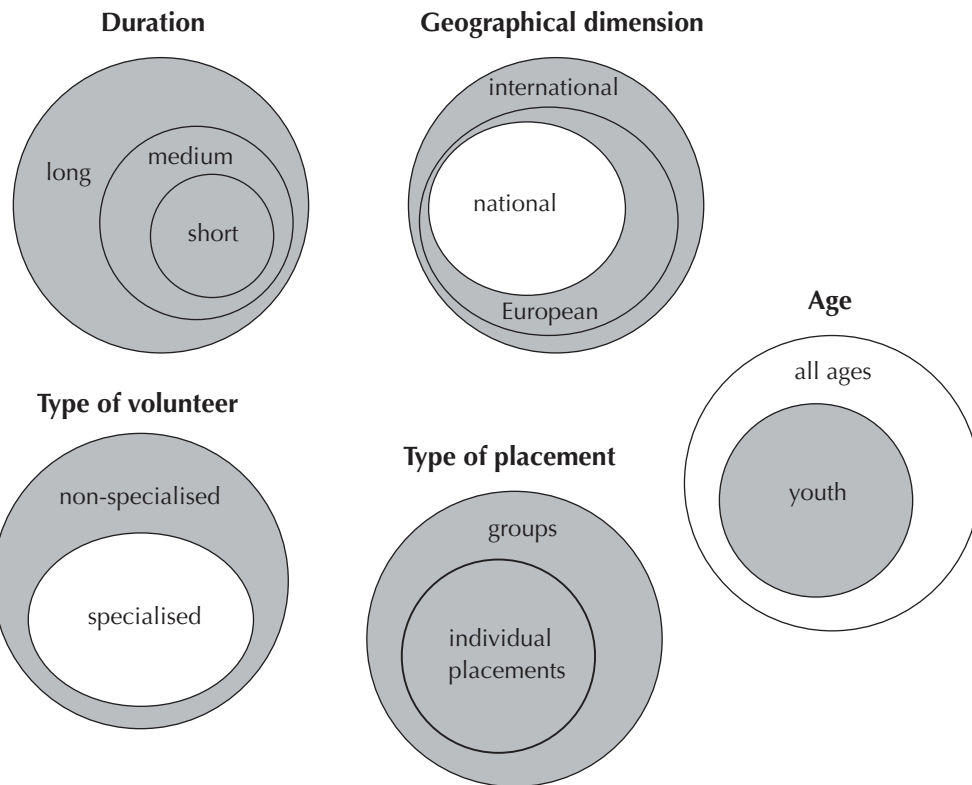 Duration
long
medium
short
Geographical dimension
international
national
European
Age
all ages
youth
Type of volunteer
non-specialised
specialised
Type of placement
groups
individual
placements